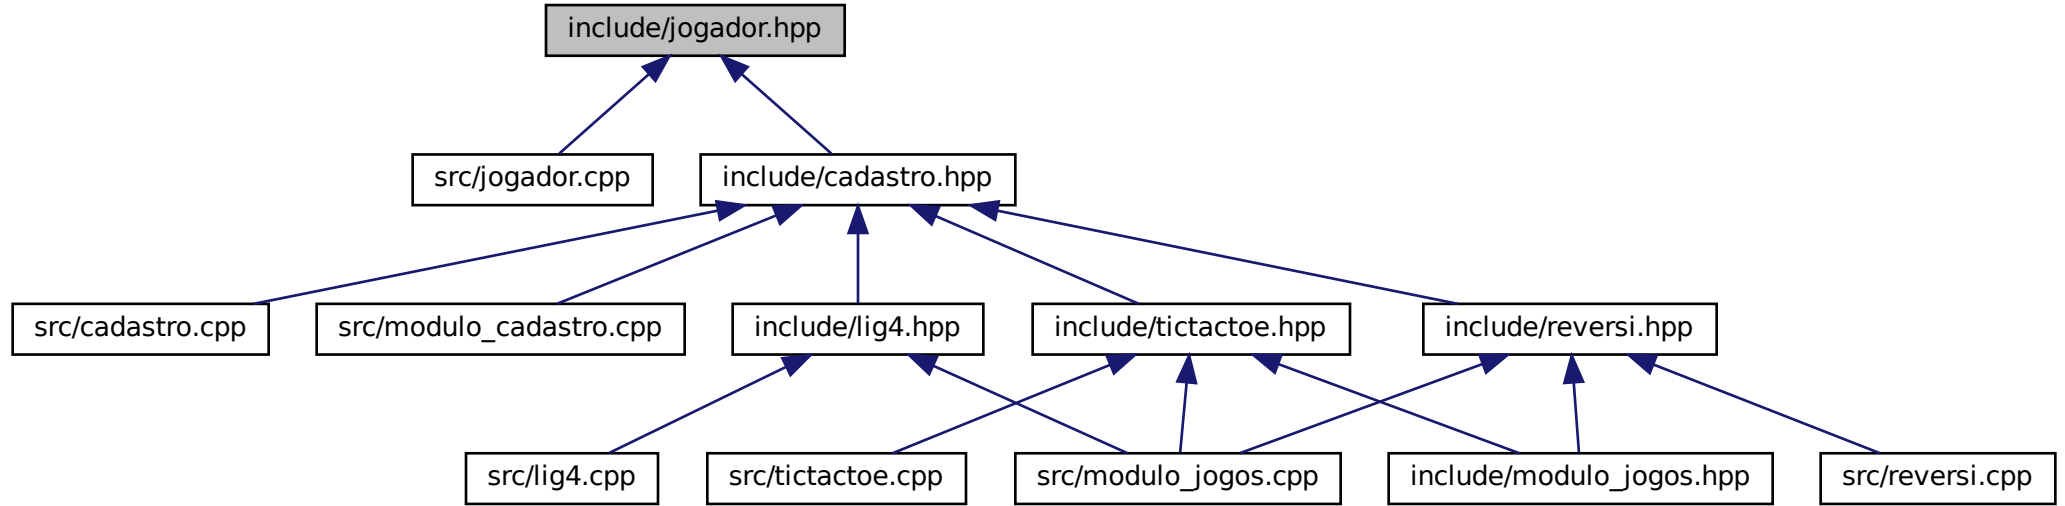 include/jogador.hpp
src/jogador.cpp
include/cadastro.hpp
src/cadastro.cpp
src/modulo_cadastro.cpp
include/lig4.hpp
include/tictactoe.hpp
include/reversi.hpp
src/lig4.cpp
src/tictactoe.cpp
src/modulo_jogos.cpp
include/modulo_jogos.hpp
src/reversi.cpp